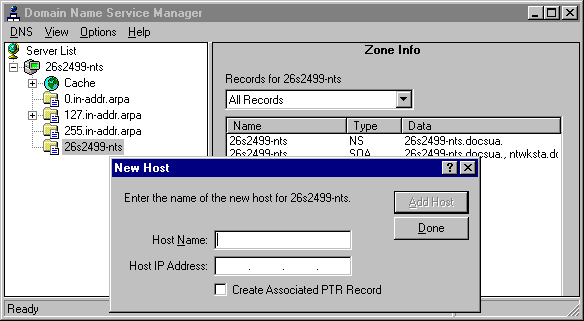 Domain Name Service Manager
DNS View Options Help
Server List
26s2499-nts
Cache
0.in-addr.arpa
127.in-addr.arpa
255.in-addr.arpa
26s2499-nts
Zone Info
Records for 26s2499-nts
All Records
Name Type Data
26s2499-nts NS 26s2499-nts.docsua.
26s2499-nts SOA 26s2499-nts.docsua., ntwksta.do
New Host
Enter the name of the new host for 26s2499-nts.
Add Host
Done
Host Name:
Host IP Address: . . .
Create Associated PTR Record
Ready